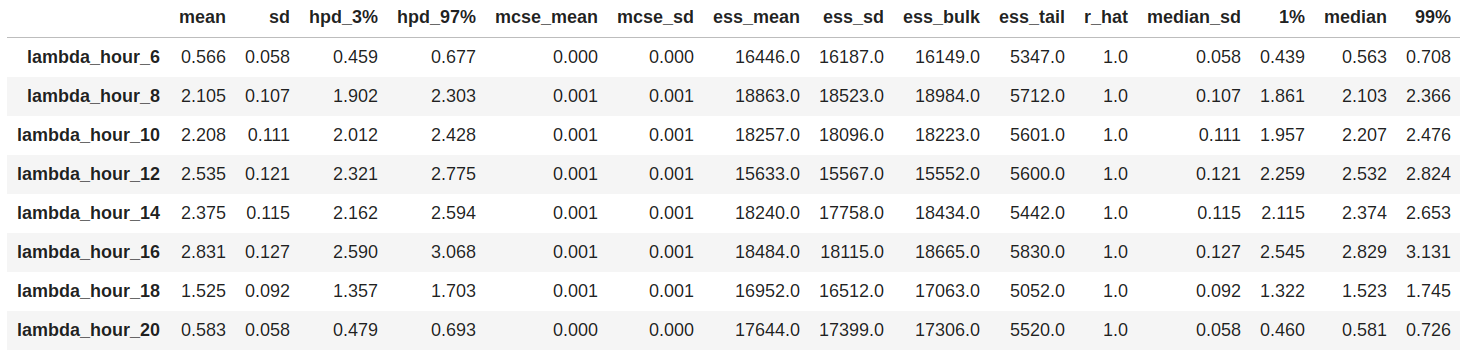 mean sd hpd_3% hpd_97% mcse_mean mcse_sd ess_mean ess_sd ess_bulk ess_tail r_hat median_sd 1% median 99%
lambda_hour_6 0.566 0.058 0.459 0.677 0.000 0.000 16446.0 16187.0 16149.0 5347.0 1.0 0.058 0.439 0.563 0.708
lambda_hour_8 2.105 0.107 1.902 2.303 0.001 0.001 18863.0 18523.0 18984.0 5712.0 1.0 0.107 1.861 2.103 2.366
lambda_hour_10 2.208 0.111 2.012 2.428 0.001 0.001 18257.0 18096.0 18223.0 5601.0 1.0 0.111 1.957 2.207 2.476
lambda_hour_12 2.535 0.121 2.321 2.775 0.001 0.001 15633.0 15567.0 15552.0 5600.0 1.0 0.121 2.259 2.532 2.824
lambda_hour_14 2.375 0.115 2.162 2.594 0.001 0.001 18240.0 17758.0 18434.0 5442.0 1.0 0.115 2.115 2.374 2.653
lambda_hour_16 2.831 0.127 2.590 3.068 0.001 0.001 18484.0 18115.0 18665.0 5830.0 1.0 0.127 2.545 2.829 3.131
lambda_hour_18 1.525 0.092 1.357 1.703 0.001 0.001 16952.0 16512.0 17063.0 5052.0 1.0 0.092 1.322 1.523 1.745
lambda_hour_20 0.583 0.058 0.479 0.693 0.000 0.000 17644.0 17399.0 17306.0 5520.0 1.0 0.058 0.460 0.581 0.726